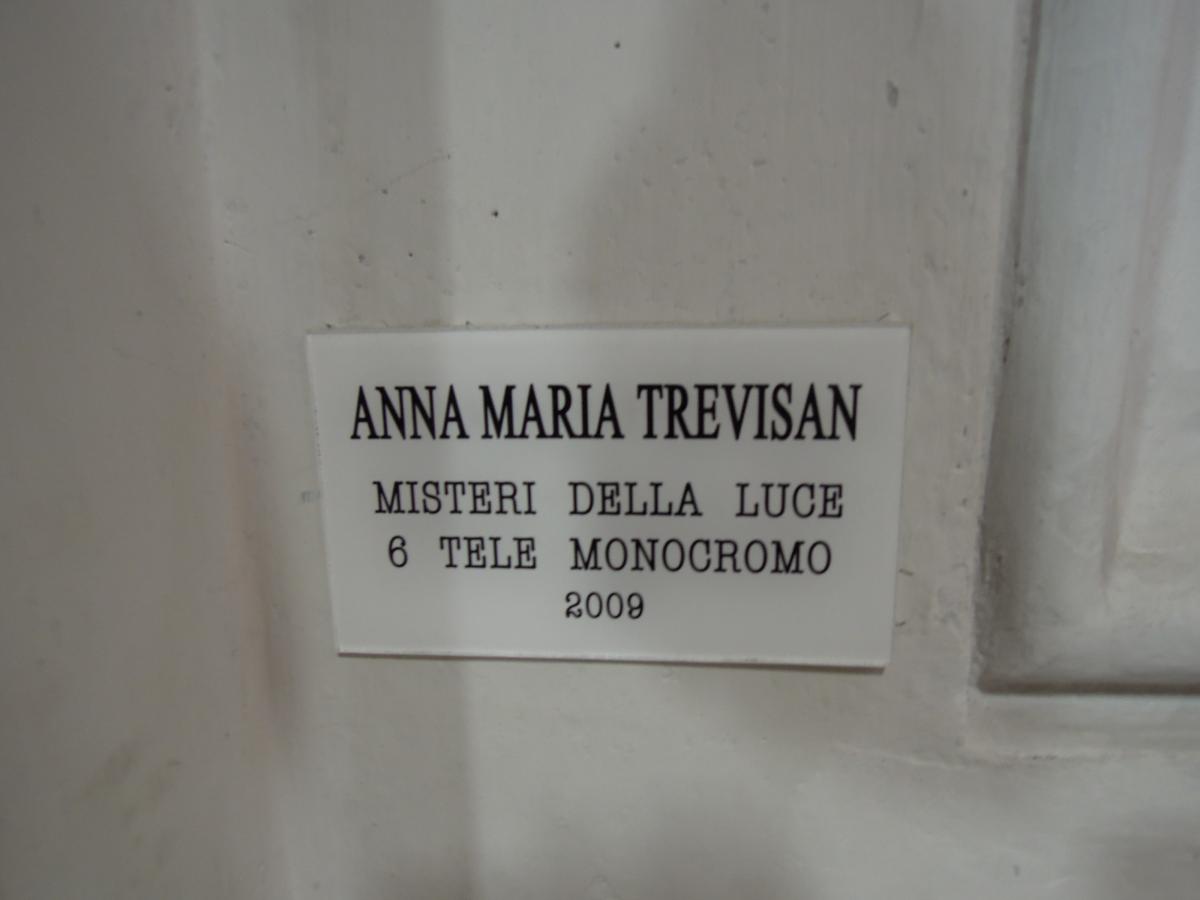 ANNA MARIA TREVISAN
MISTERI DELLA LUCE
6 TELE MONOCROMO
2009